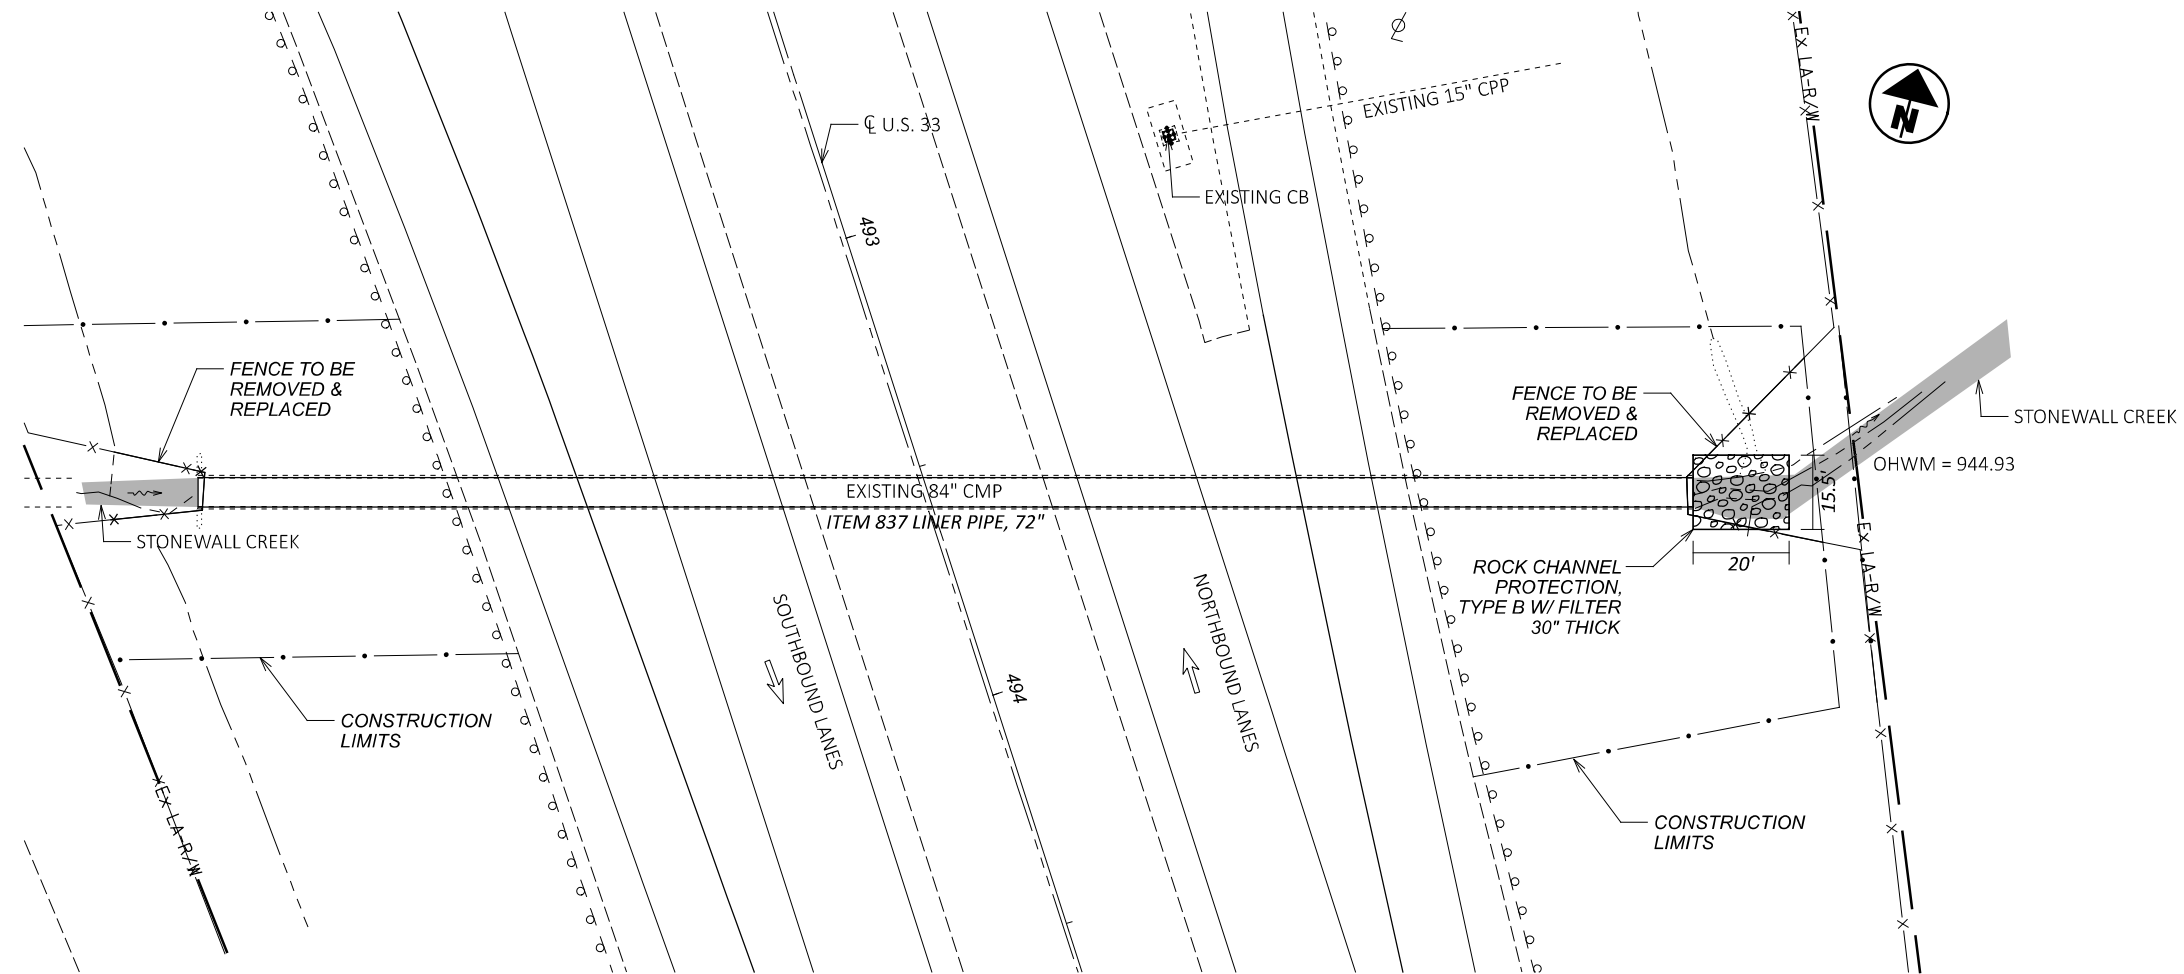 Ex LA-R/W
N
EXISTING 15" CPP
℄ U.S. 33
EXISTING CB
493
FENCE TO BE
REMOVED &
REPLACED
FENCE TO BE
REMOVED &
REPLACED
STONEWALL CREEK
OHWM = 944.93
EXISTING 84" CMP
ITEM 837 LINER PIPE, 72"
15.5'
STONEWALL CREEK
20'
ROCK CHANNEL
PROTECTION,
TYPE B W/ FILTER
30" THICK
Ex LA-R/W
SOUTHBOUND LANES
NORTHBOUND LANES
494
CONSTRUCTION
LIMITS
Ex LA-R/W
CONSTRUCTION
LIMITS